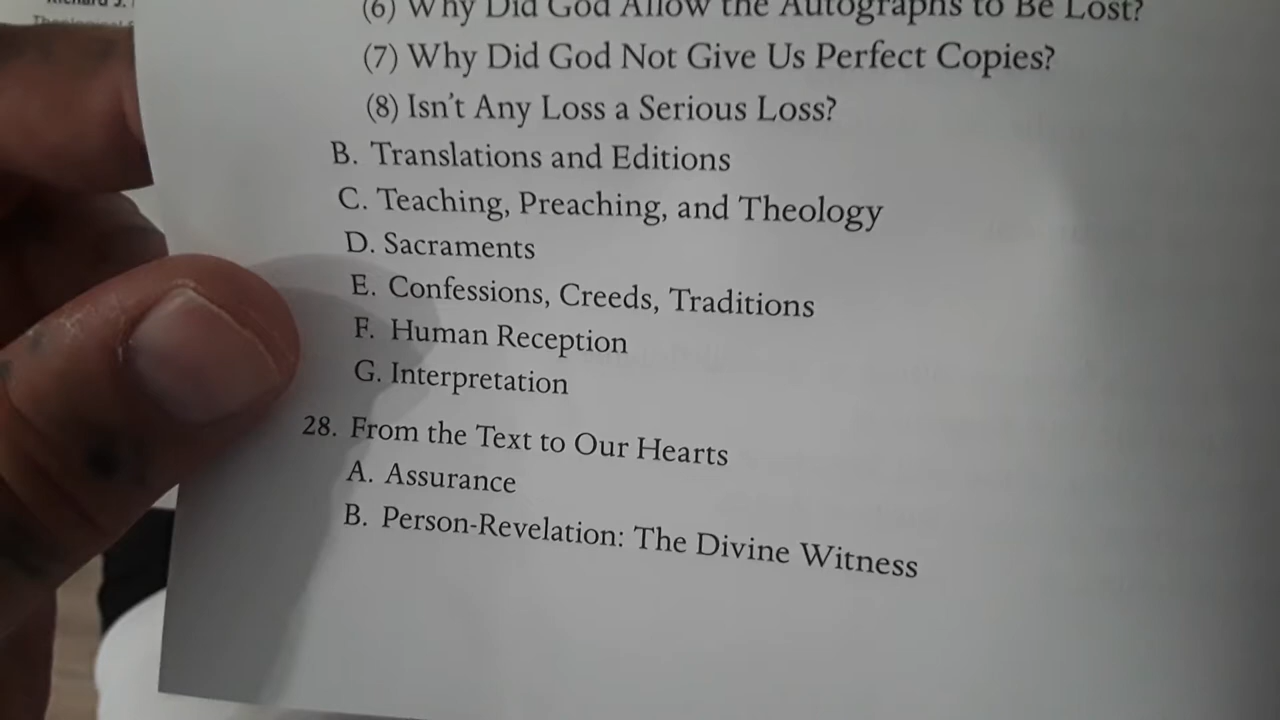 (6) Why Did God Allow the Autographs to Be Lost?
(7) Why Did God Not Give Us Perfect Copies?
(8) Isn't Any Loss a Serious Loss?
B. Translations and Editions
C. Teaching, Preaching, and Theology
D. Sacraments
E. Confessions, Creeds, Traditions
F. Human Reception
G. Interpretation
28. From the Text to Our Hearts
A. Assurance
B. Person-Revelation: The Divine Witness